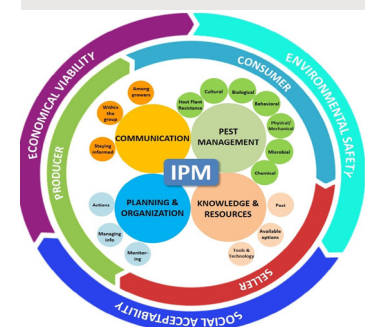 ECONOMICAL VIABILITY
ENVIRONMENTAL SAFETY
SOCIAL ACCEPTABILITY
CONSUMER
PRODUCER
SELLER
Among
growers
Within
the
group
Staying
informed
COMMUNICATION
Host Plant
Resistance
Cultural
Biological
Behavioral
Physical/
Mechanical
Microbial
Chemical
PEST
MANAGEMENT
IPM
PLANNING &
ORGANIZATION
Actions
Managing
info
Monitor-
ing
KNOWLEDGE &
RESOURCES
Pest
Available
options
Tools &
Technology